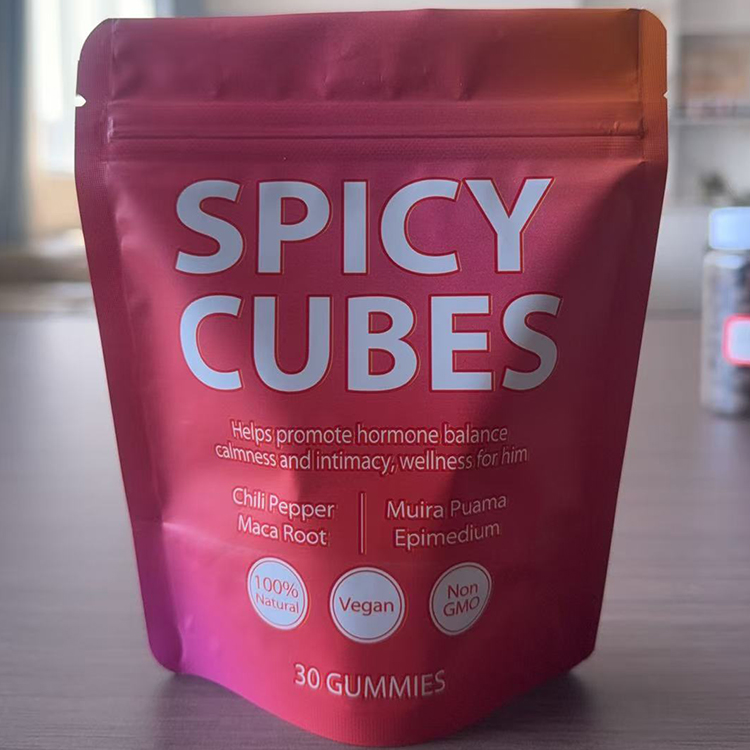 SPICY
CUBES
Helps promote hormone balance
calmness and intimacy, wellness for him
Chili Pepper
Maca Root
Muira Puama
Epimedium
100%
Natural
Vegan
Non
GMO
30 GUMMIES